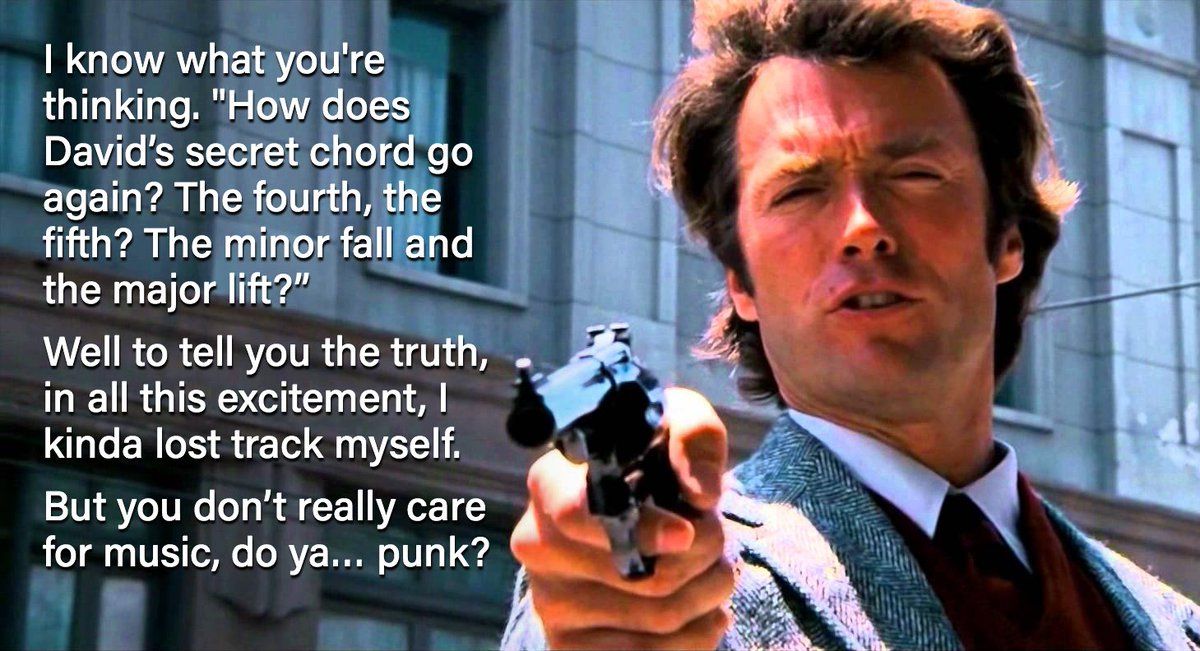 I know what you're
thinking. "How does
David’s secret chord go
again? The fourth, the
fifth? The minor fall and
the major lift?”
Well to tell you the truth,
in all this excitement, I
kinda lost track myself.
But you don’t really care
for music, do ya... punk?